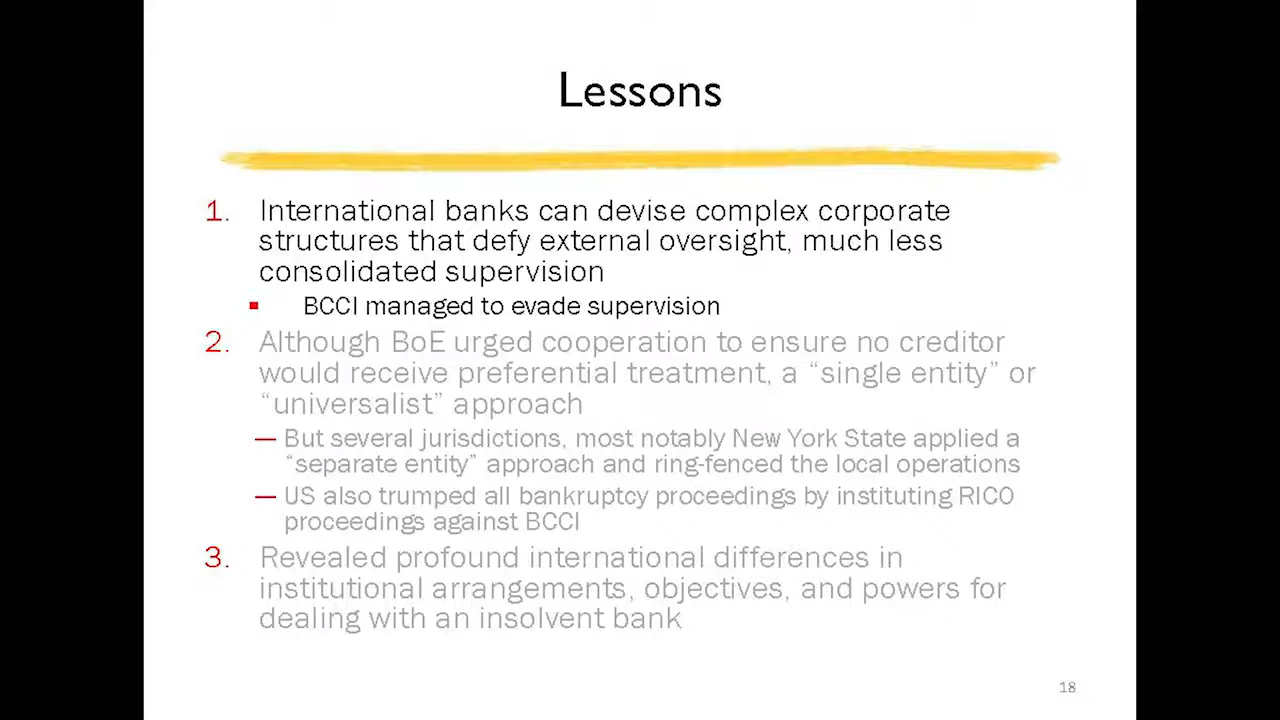 Lessons
1. International banks can devise complex corporate
structures that defy external oversight, much less
consolidated supervision
▪ BCCI managed to evade supervision
2. Although BoE urged cooperation to ensure no creditor
would receive preferential treatment, a “single entity” or
“universalist” approach
— But several jurisdictions, most notably New York State applied a
“separate entity” approach and ring-fenced the local operations
— US also trumped all bankruptcy proceedings by instituting RICO
proceedings against BCCI
3. Revealed profound international differences in
institutional arrangements, objectives, and powers for
dealing with an insolvent bank
18